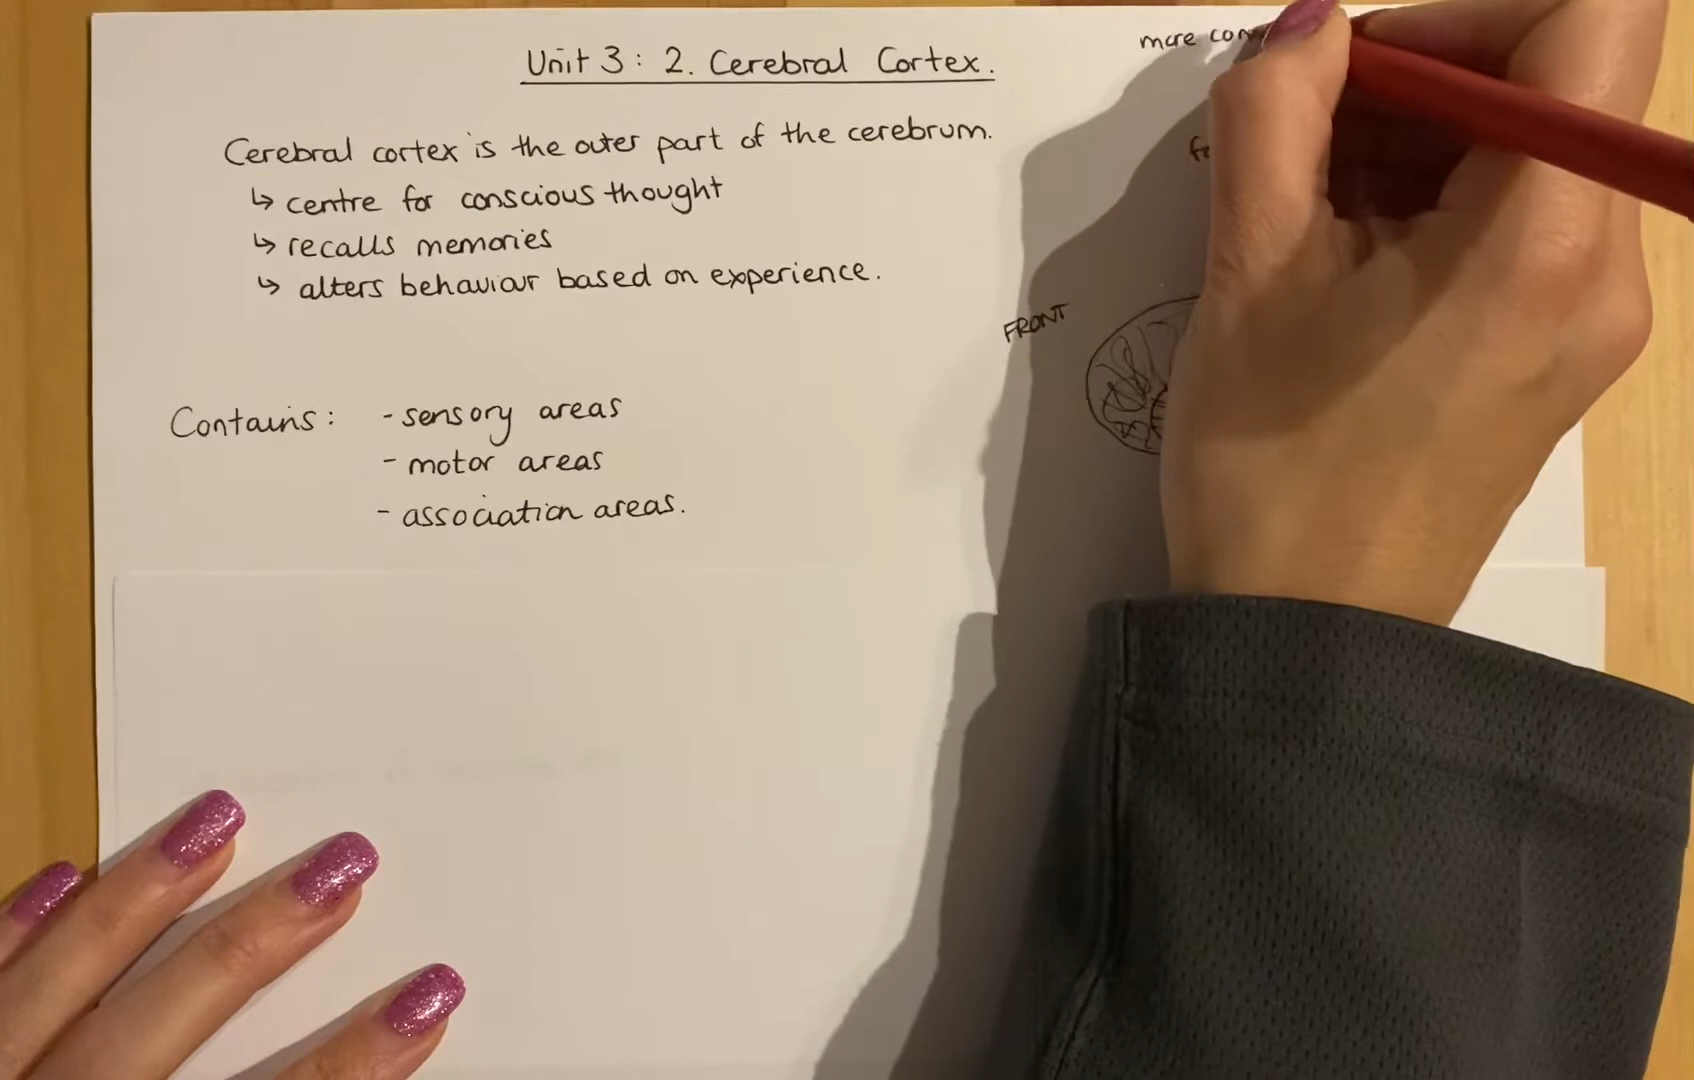 Unit 3: 2. Cerebral Cortex.
more
Cerebral cortex is the outer part of the cerebrum.
↳ centre for conscious thought
↳ recalls memories
↳ alters behaviour based on experience.
FRONT
Contains: - sensory areas
- motor areas
- association areas.